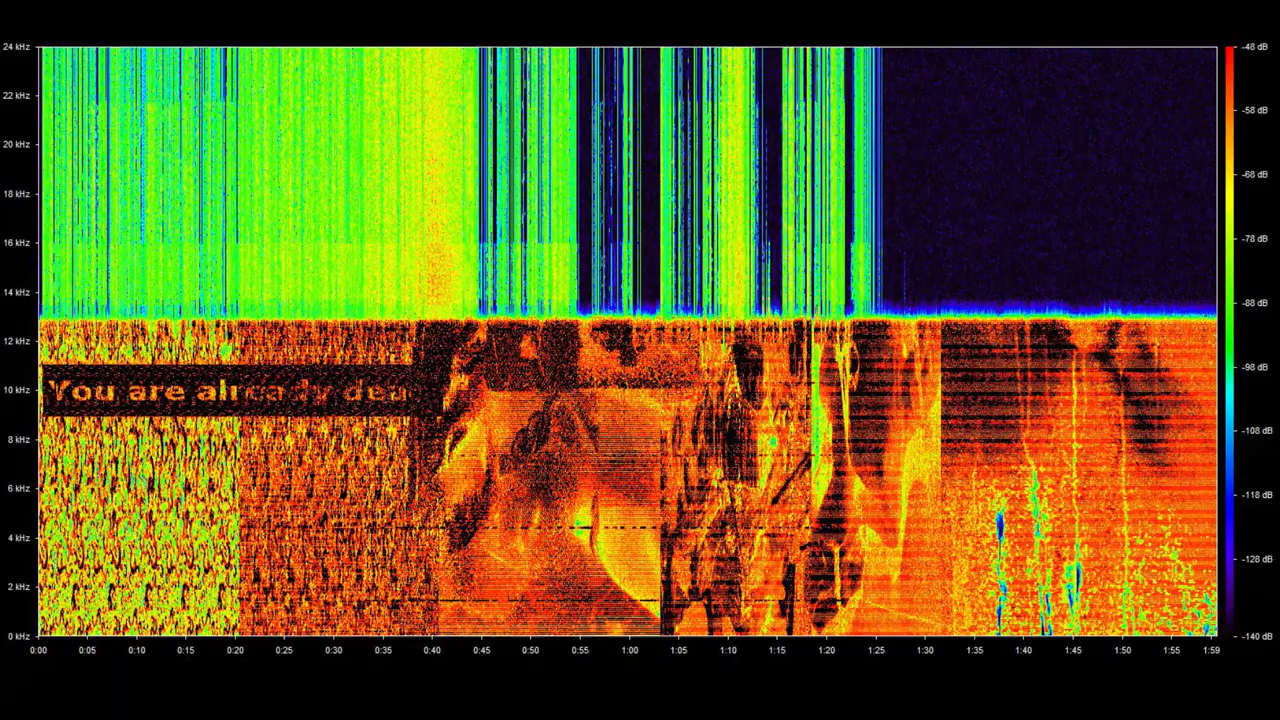 24 kHz
22 kHz
20 kHz
18 kHz
16 kHz
14 kHz
12 kHz
10 kHz
8 kHz
6 kHz
4 kHz
2 kHz
0 kHz
You are already dea
0:00 0:05 0:10 0:15 0:20 0:25 0:30 0:35 0:40 0:45 0:50 0:55 1:00 1:05 1:10 1:15 1:20 1:25 1:30 1:35 1:40 1:45 1:50 1:55 1:59
-48 dB
-58 dB
-68 dB
-78 dB
-88 dB
-98 dB
-108 dB
-118 dB
-128 dB
-140 dB